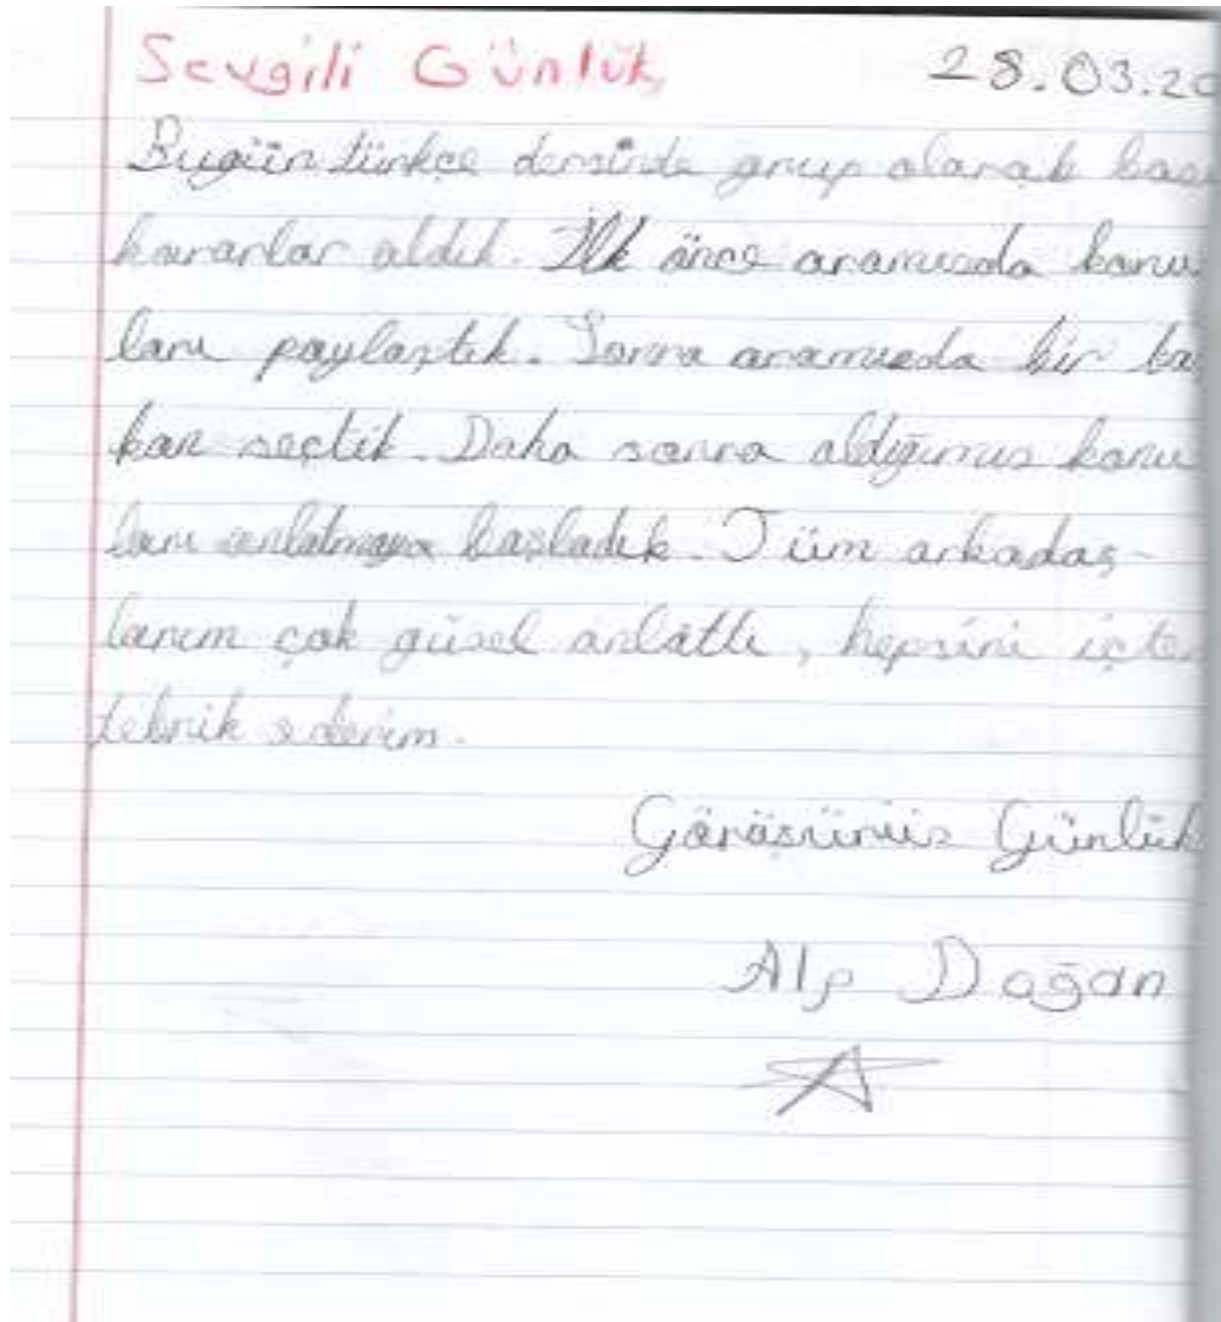 Sevgili Günlük, 28.03.20
Bugün türkçe dersinde grup olarak bazı
kararlar aldık. İlk önce aramızda konu
ları paylaştık. Sonra aramızda bir ba
kan seçtik. Daha sonra aldığımız konu
ları anlatmaya başladık. Tüm arkadaş-
larım çok güzel anlattı, hepsini içten
tebrik ederim.
Görüşürüz Günlük
Alp Doğan